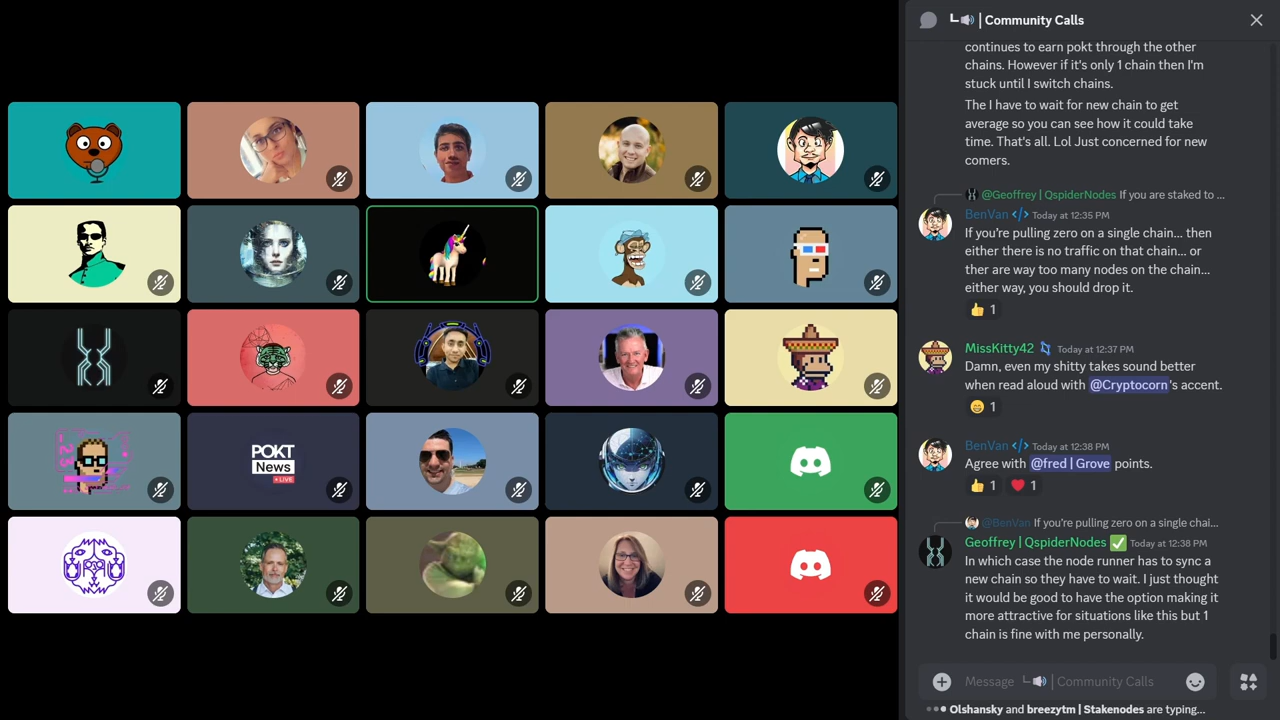 Community Calls
continues to earn pokt through the other
chains. However if it's only 1 chain then I'm
stuck until I switch chains.
The I have to wait for new chain to get
average so you can see how it could take
time. That's all. Lol Just concerned for new
comers.
@Geoffrey | QspiderNodes If you are staked to ...
BenVan </> Today at 12:35 PM
If you're pulling zero on a single chain... then
either there is no traffic on that chain... or
ther are way too many nodes on the chain...
either way, you should drop it.
1
MissKitty42 Today at 12:37 PM
Damn, even my shitty takes sound better
when read aloud with @Cryptocorn's accent.
1
BenVan </> Today at 12:38 PM
Agree with @fred | Grove points.
1 1
@BenVan If you're pulling zero on a single chai...
Geoffrey | QspiderNodes Today at 12:38 PM
In which case the node runner has to sync a
new chain so they have to wait. I just thought
it would be good to have the option making it
more attractive for situations like this but 1
chain is fine with me personally.
Message | Community Calls
Olshansky and breezytm | Stakenodes are typing...
POKT
News
LIVE